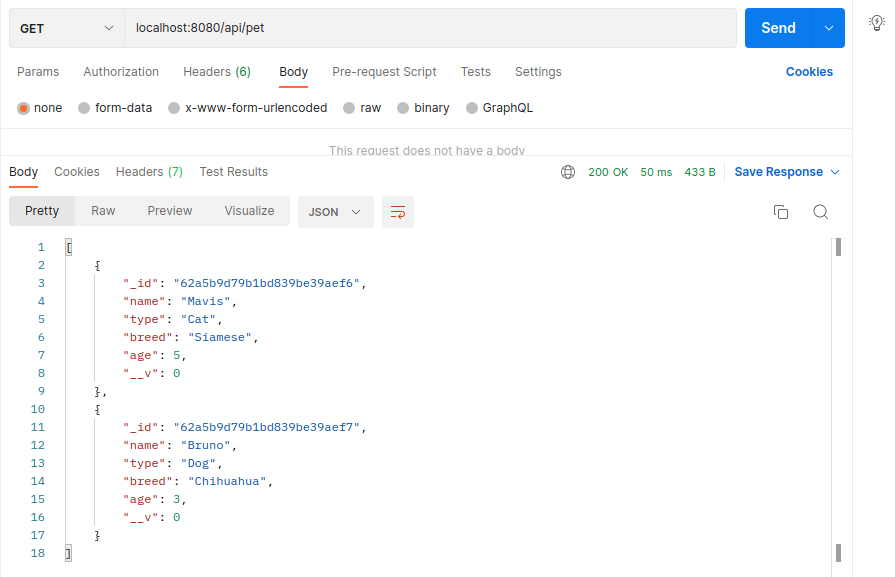 GET localhost:8080/api/pet Send
Params Authorization Headers (6) Body Pre-request Script Tests Settings Cookies
none form-data x-www-form-urlencoded raw binary GraphQL
This request does not have a body
Body Cookies Headers (7) Test Results 200 OK 50 ms 433 B Save Response
Pretty Raw Preview Visualize JSON
1 [
2 {
3 "_id": "62a5b9d79b1bd839be39aef6",
4 "name": "Mavis",
5 "type": "Cat",
6 "breed": "Siamese",
7 "age": 5,
8 "__v": 0
9 },
10 {
11 "_id": "62a5b9d79b1bd839be39aef7",
12 "name": "Bruno",
13 "type": "Dog",
14 "breed": "Chihuahua",
15 "age": 3,
16 "__v": 0
17 }
18 ]